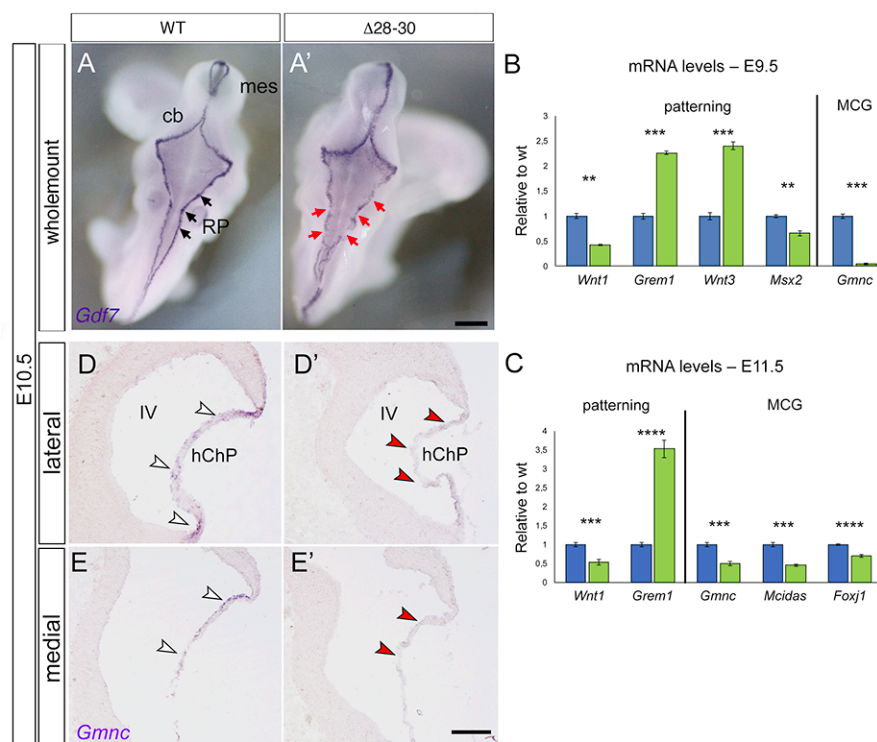 WT
Δ28-30
E10.5
wholemount
A
mes
cb
RP
Gdf7
A'
B
mRNA levels – E9.5
patterning
MCG
Relative to wt
3
2,5
2
1,5
1
0,5
0
**
***
***
**
***
Wnt1
Grem1
Wnt3
Msx2
Gmnc
lateral
D
IV
hChP
D'
IV
hChP
medial
E
Gmnc
E'
C
mRNA levels – E11.5
patterning
MCG
Relative to wt
4
3,5
3
2,5
2
1,5
1
0,5
0
***
****
***
***
****
Wnt1
Grem1
Gmnc
Mcidas
Foxj1